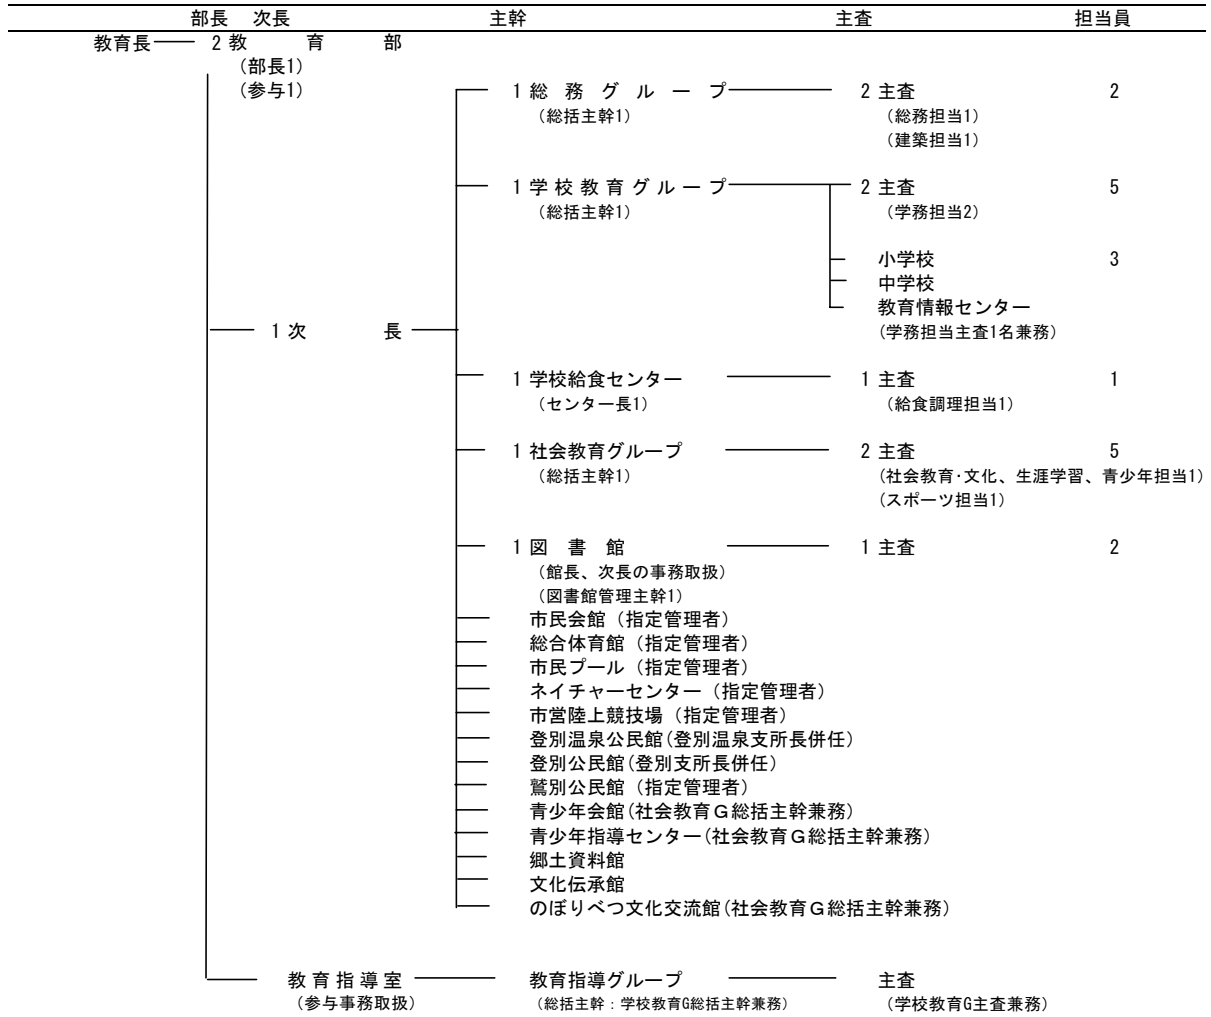 部長 次長 主幹 主査 担当員
教育長 2 教育部
(部長1)
(参与1)
1 総務グループ 2 主査 2
(総括主幹1) (総務担当1)
(建築担当1)
1 学校教育グループ 2 主査 5
(総括主幹1) (学務担当2)
小学校 3
中学校
教育情報センター
1 次長 (学務担当主査1名兼務)
1 学校給食センター 1 主査 1
(センター長1) (給食調理担当1)
1 社会教育グループ 2 主査 5
(総括主幹1) (社会教育・文化、生涯学習、青少年担当1)
(スポーツ担当1)
1 図書館 1 主査 2
(館長、次長の事務取扱)
(図書館管理主幹1)
市民会館(指定管理者)
総合体育館(指定管理者)
市民プール(指定管理者)
ネイチャーセンター(指定管理者)
市営陸上競技場(指定管理者)
登別温泉公民館(登別温泉支所長併任)
登別公民館(登別支所長併任)
鷲別公民館(指定管理者)
青少年会館(社会教育G総括主幹兼務)
青少年指導センター(社会教育G総括主幹兼務)
郷土資料館
文化伝承館
のぼりべつ文化交流館(社会教育G総括主幹兼務)
教育指導室 教育指導グループ 主査
(参与事務取扱) (総括主幹:学校教育G総括主幹兼務) (学校教育G主査兼務)